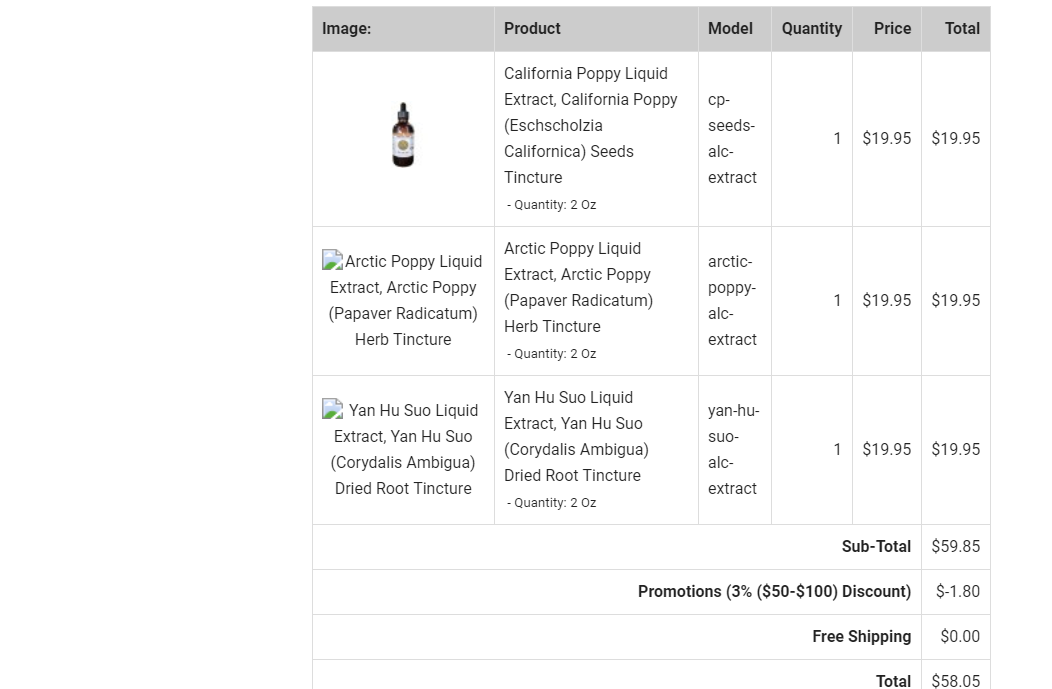 Image: Product Model Quantity Price Total
California Poppy Liquid
Extract, California Poppy
(Eschscholzia
Californica) Seeds
Tincture
- Quantity: 2 Oz
cp-
seeds-
alc-
extract
1 $19.95 $19.95
Arctic Poppy Liquid
Extract, Arctic Poppy
(Papaver Radicatum)
Herb Tincture
Arctic Poppy Liquid
Extract, Arctic Poppy
(Papaver Radicatum)
Herb Tincture
- Quantity: 2 Oz
arctic-
poppy-
alc-
extract
1 $19.95 $19.95
Yan Hu Suo Liquid
Extract, Yan Hu Suo
(Corydalis Ambigua)
Dried Root Tincture
Yan Hu Suo Liquid
Extract, Yan Hu Suo
(Corydalis Ambigua)
Dried Root Tincture
- Quantity: 2 Oz
yan-hu-
suo-
alc-
extract
1 $19.95 $19.95
Sub-Total $59.85
Promotions (3% ($50-$100) Discount) $-1.80
Free Shipping $0.00
Total $58.05